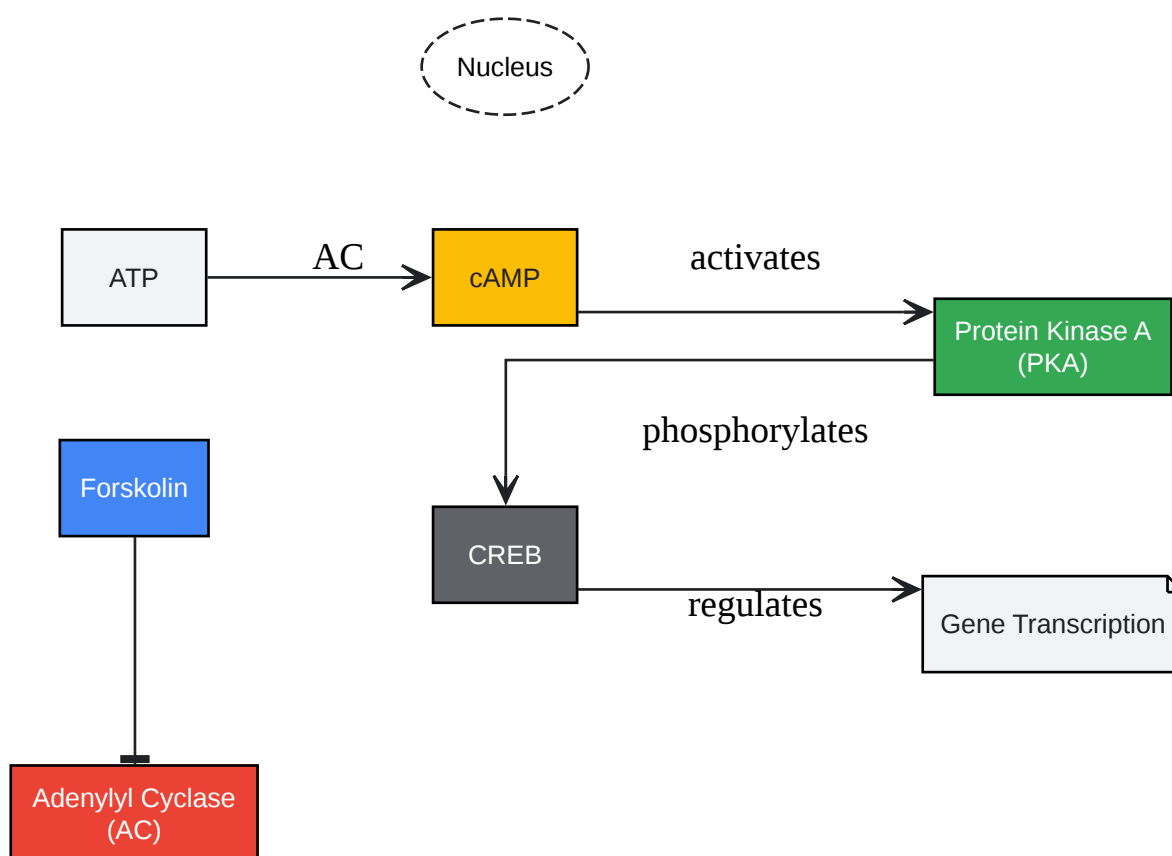 Nucleus
ATP
AC
cAMP
activates
Protein Kinase A
(PKA)
phosphorylates
Forskolin
CREB
regulates
Gene Transcription
Adenylyl Cyclase
(AC)